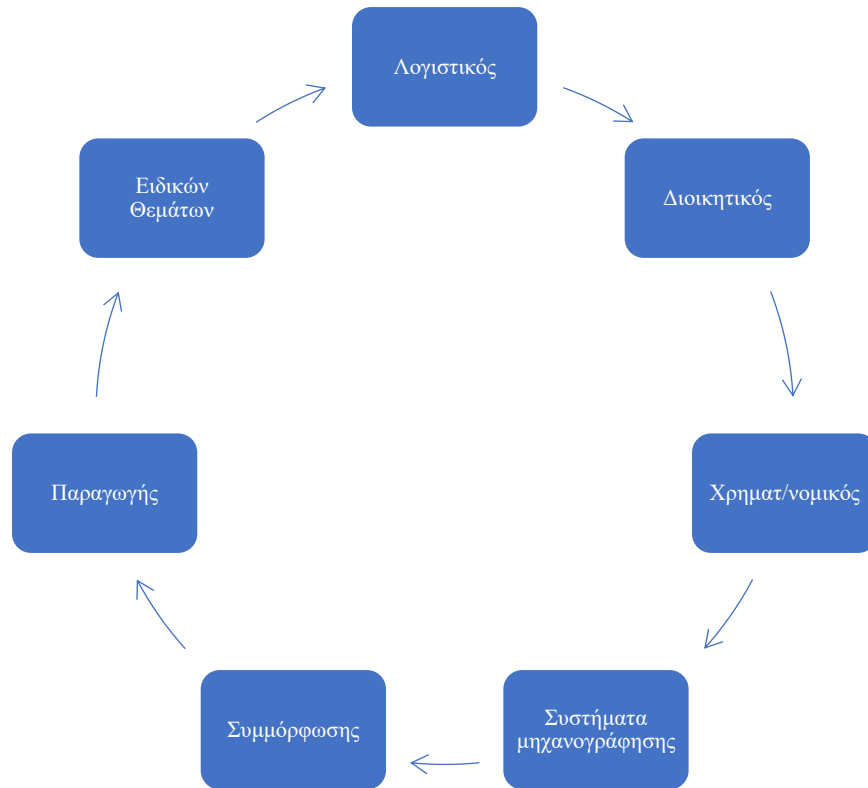 Λογιστικός
Διοικητικός
Χρηματ/νομικός
Συστήματα
μηχανογράφησης
Συμμόρφωσης
Παραγωγής
Ειδικών
Θεμάτων